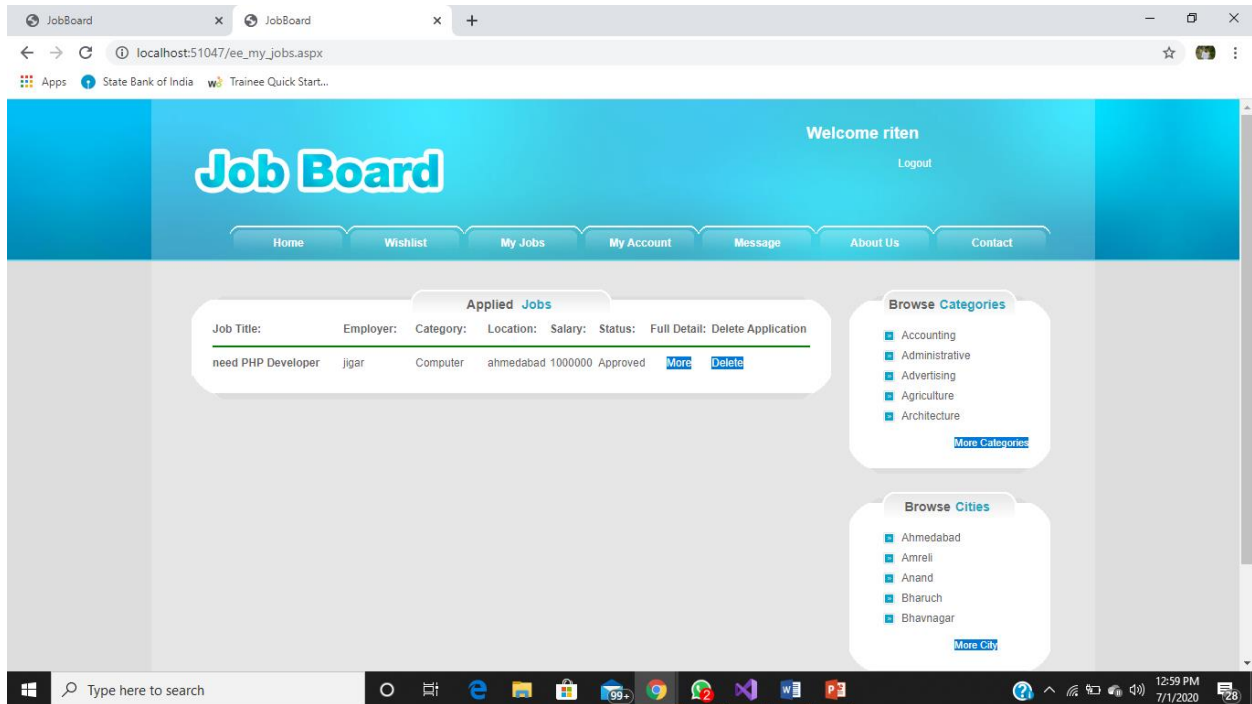 JobBoard
JobBoard
localhost:51047/ee_my_jobs.aspx
Apps State Bank of India Trainee Quick Start...
Welcome riten
Logout
Job Board
Home Wishlist My Jobs My Account Message About Us Contact
Applied Jobs
Job Title: Employer: Category: Location: Salary: Status: Full Detail: Delete Application
need PHP Developer jigar Computer ahmedabad 1000000 Approved More Delete
Browse Categories
Accounting
Administrative
Advertising
Agriculture
Architecture
More Categories
Browse Cities
Ahmedabad
Amreli
Anand
Bharuch
Bhavnagar
More City
Type here to search
99+
2
12:59 PM
7/1/2020
28